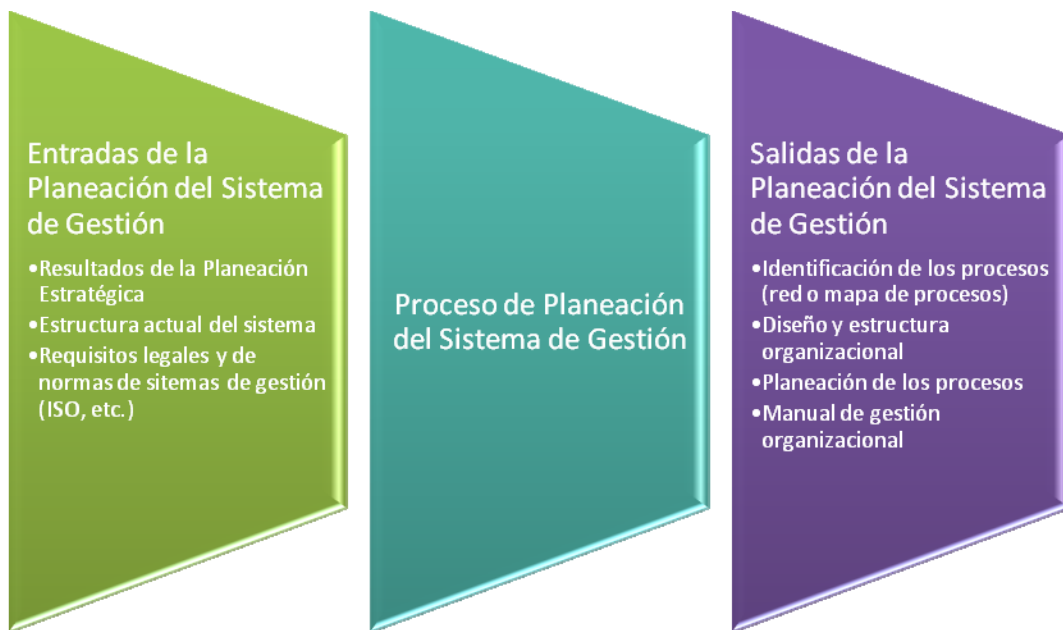 Entradas de la
Planeación del Sistema
de Gestión
•Resultados de la Planeación
Estratégica
•Estructura actual del sistema
•Requisitos legales y de
normas de sitemas de gestión
(ISO, etc.)
Proceso de Planeación
del Sistema de Gestión
Salidas de la
Planeación del Sistema
de Gestión
•Identificación de los procesos
(red o mapa de procesos)
•Diseño y estructura
organizacional
•Planeación de los procesos
•Manual de gestión
organizacional